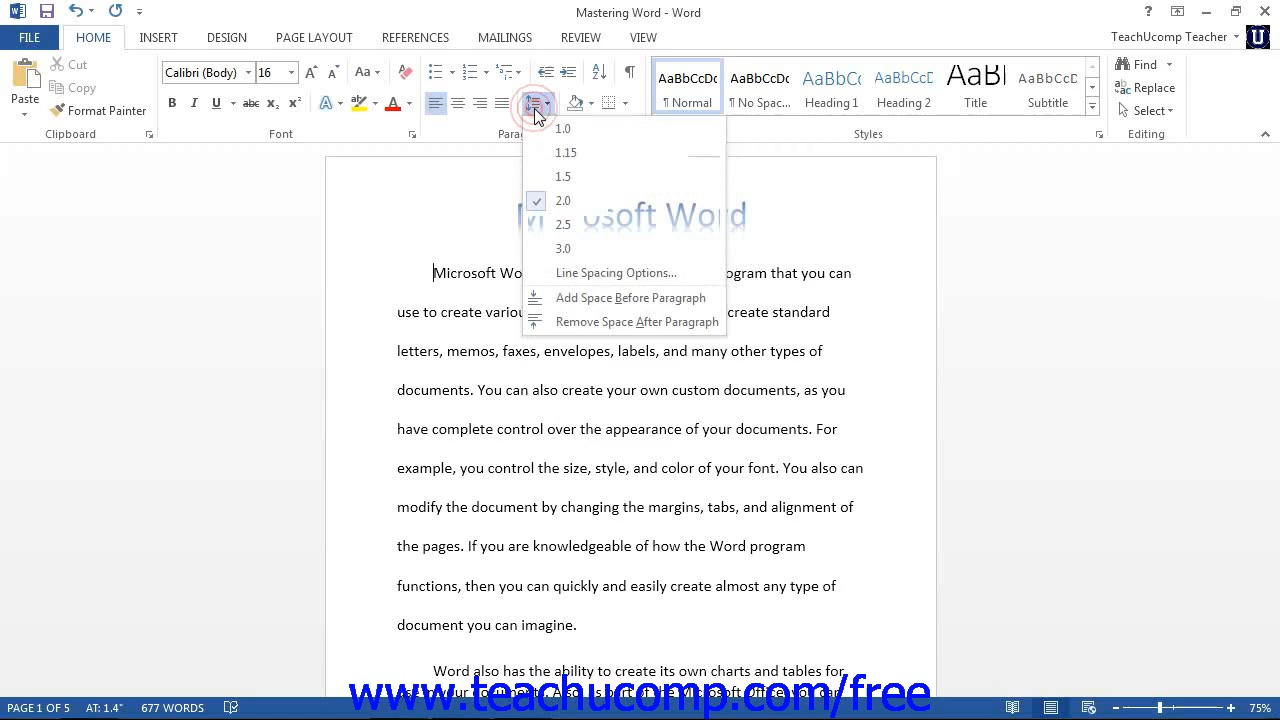 Mastering Word - Word
FILE HOME INSERT DESIGN PAGE LAYOUT REFERENCES MAILINGS REVIEW VIEW TeachUcomp Teacher
Paste Cut Copy Format Painter Clipboard
Calibri (Body) 16 Aa B I U Font
AaBbCcDc AaBbCcDc AaBbCc AaBbCcD AaBl AaBbCcD
¶ Normal ¶ No Spac... Heading 1 Heading 2 Title Subtitle
Styles
Find
Replace
Select
Editing
1.0
1.15
1.5
2.0
2.5
3.0
Line Spacing Options...
Add Space Before Paragraph
Remove Space After Paragraph
Microsoft Word
Microsoft Wo ogram that you can
use to create variou create standard
letters, memos, faxes, envelopes, labels, and many other types of
documents. You can also create your own custom documents, as you
have complete control over the appearance of your documents. For
example, you control the size, style, and color of your font. You also can
modify the document by changing the margins, tabs, and alignment of
the pages. If you are knowledgeable of how the Word program
functions, then you can quickly and easily create almost any type of
document you can imagine.
Word also has the ability to create its own charts and tables for
www.teachucomp.com/free
PAGE 1 OF 5 AT: 1.4" 677 WORDS 75%